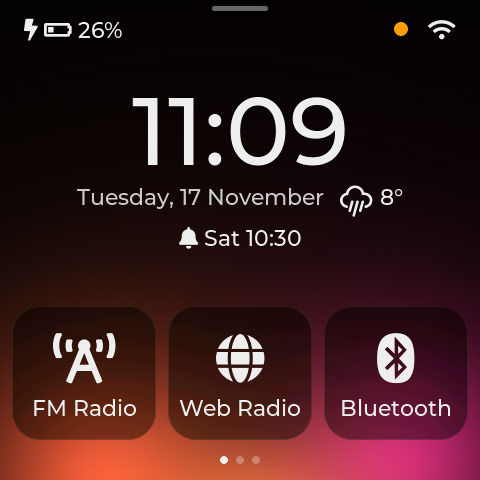 26%
11:09
Tuesday, 17 November 8°
Sat 10:30
FM Radio Web Radio Bluetooth